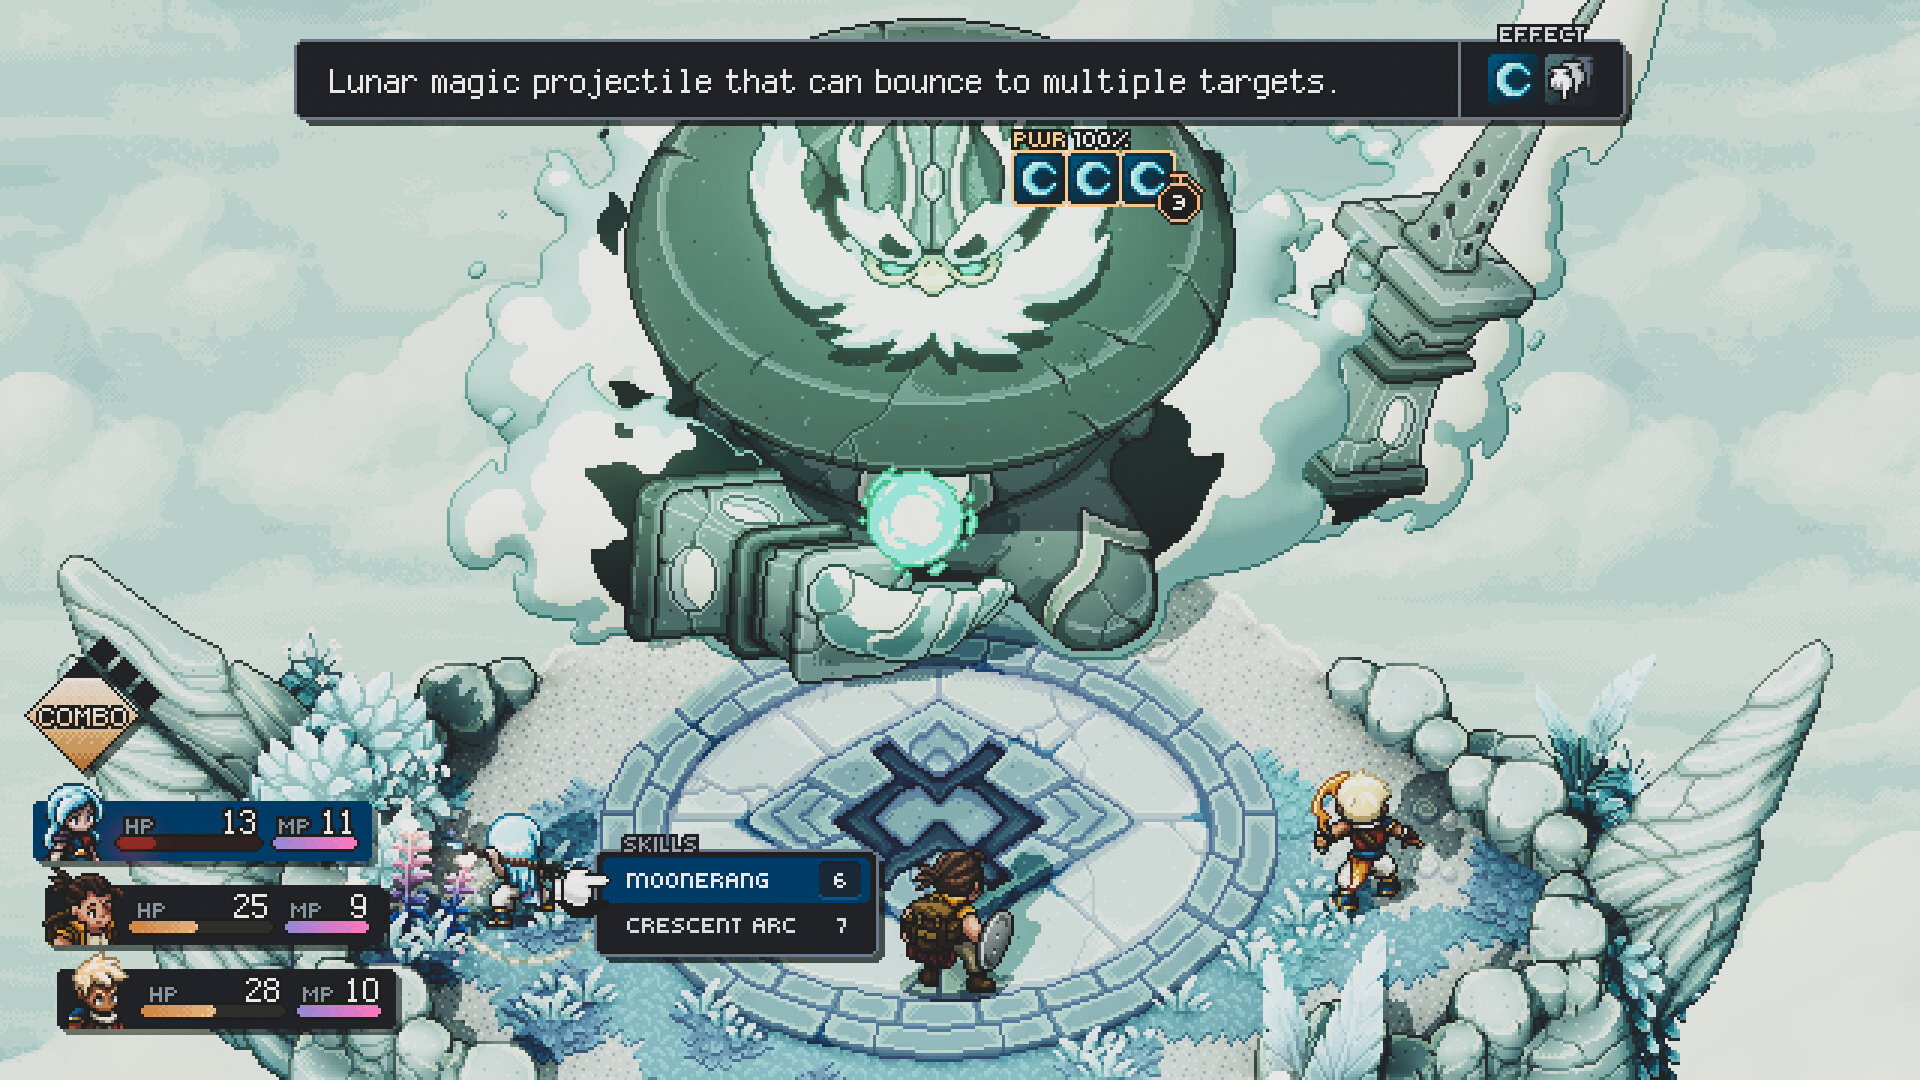 EFFECT
Lunar magic projectile that can bounce to multiple targets.
PWR 100%
3
COMBO
HP 13 MP 11
HP 25 MP 9
HP 28 MP 10
SKILLS
MOONERANG 6
CRESCENT ARC 7